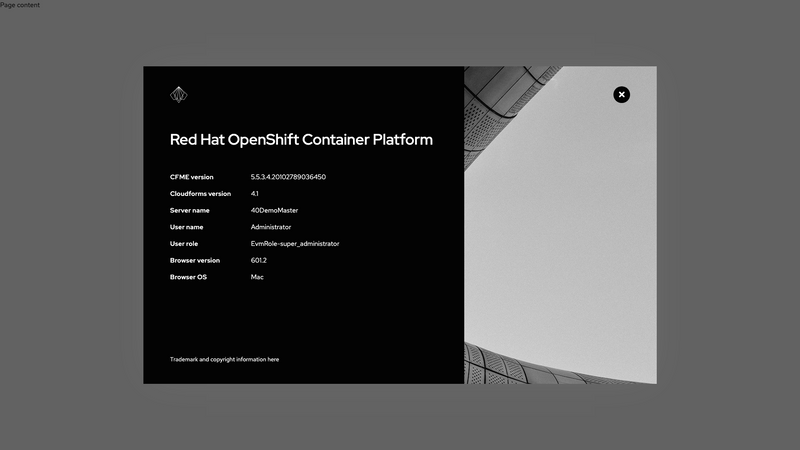 Page content
Red Hat OpenShift Container Platform
CFME version 5.5.3.4.20102789036450
Cloudforms version 4.1
Server name 40DemoMaster
User name Administrator
User role EvmRole-super_administrator
Browser version 601.2
Browser OS Mac
Trademark and copyright information here